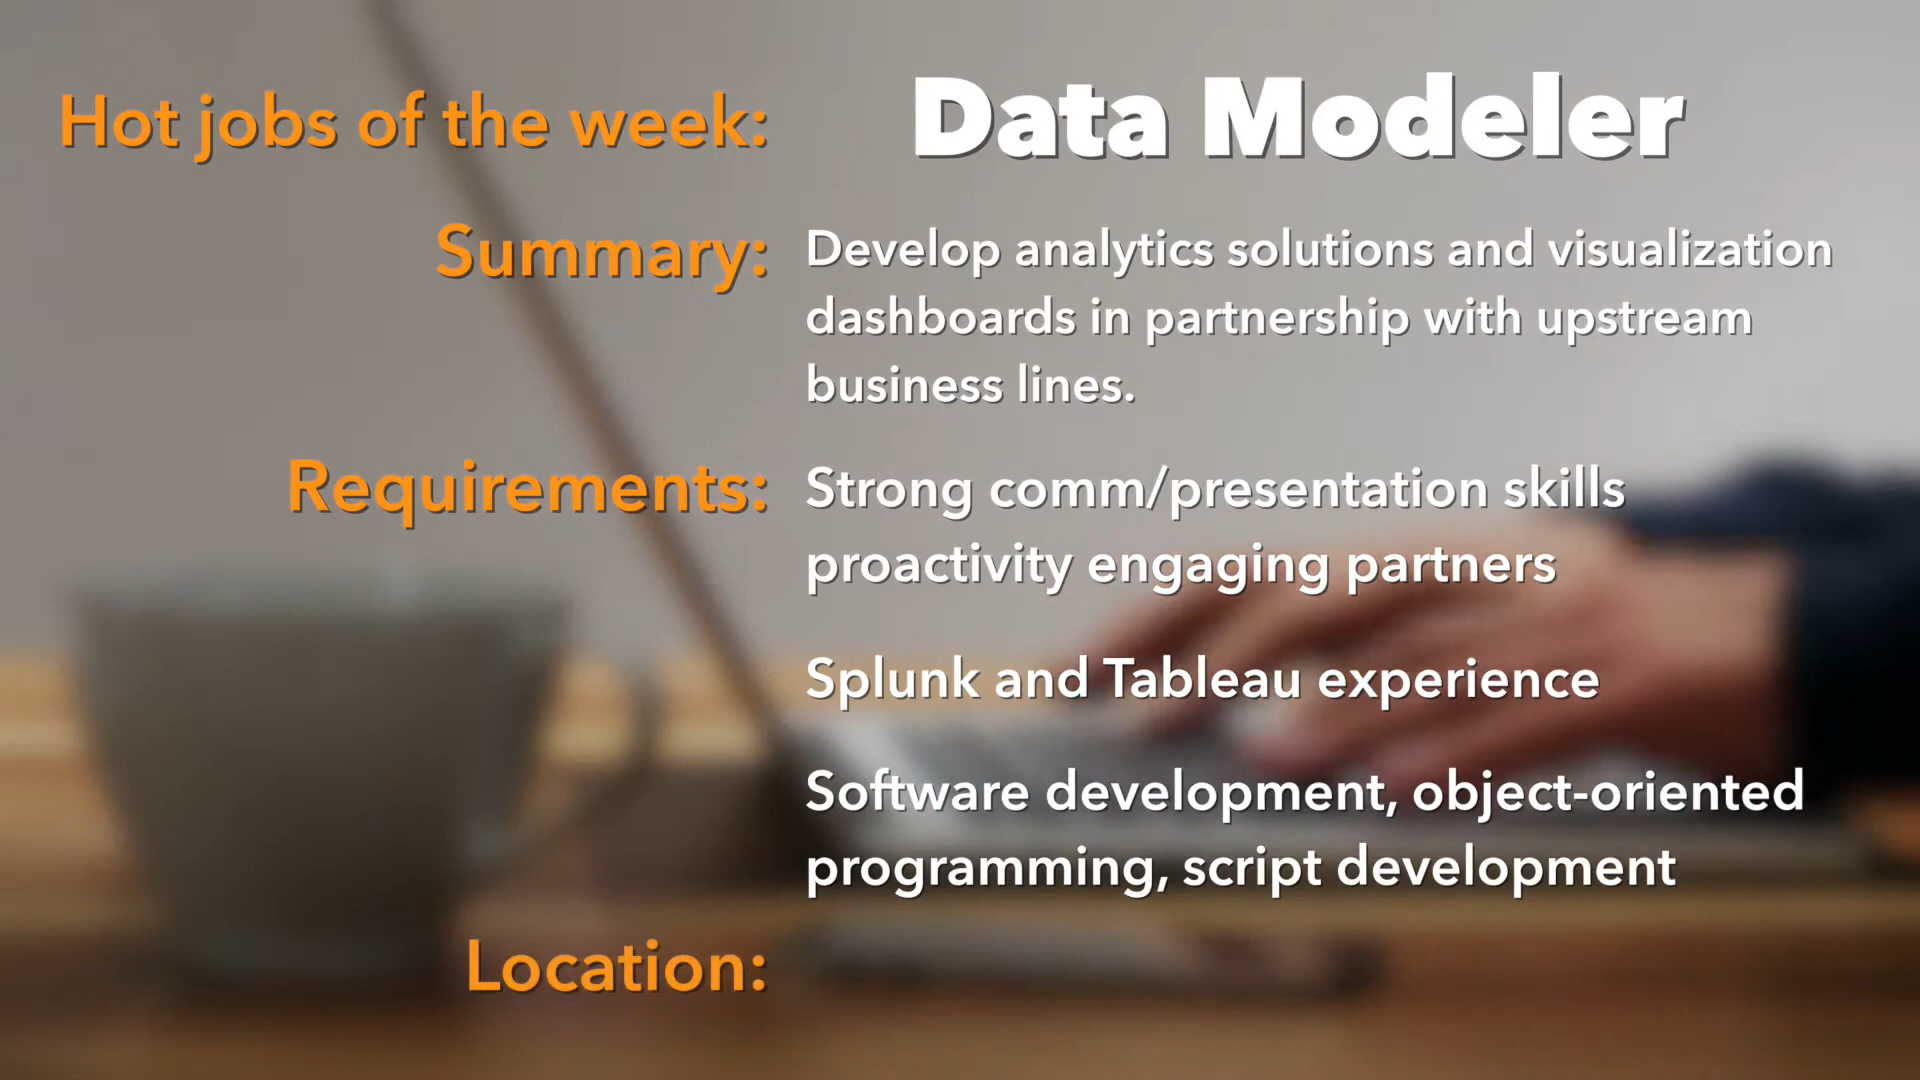 Hot jobs of the week: Data Modeler
Summary: Develop analytics solutions and visualization
dashboards in partnership with upstream
business lines.
Requirements: Strong comm/presentation skills
proactivity engaging partners
Splunk and Tableau experience
Software development, object-oriented
programming, script development
Location: